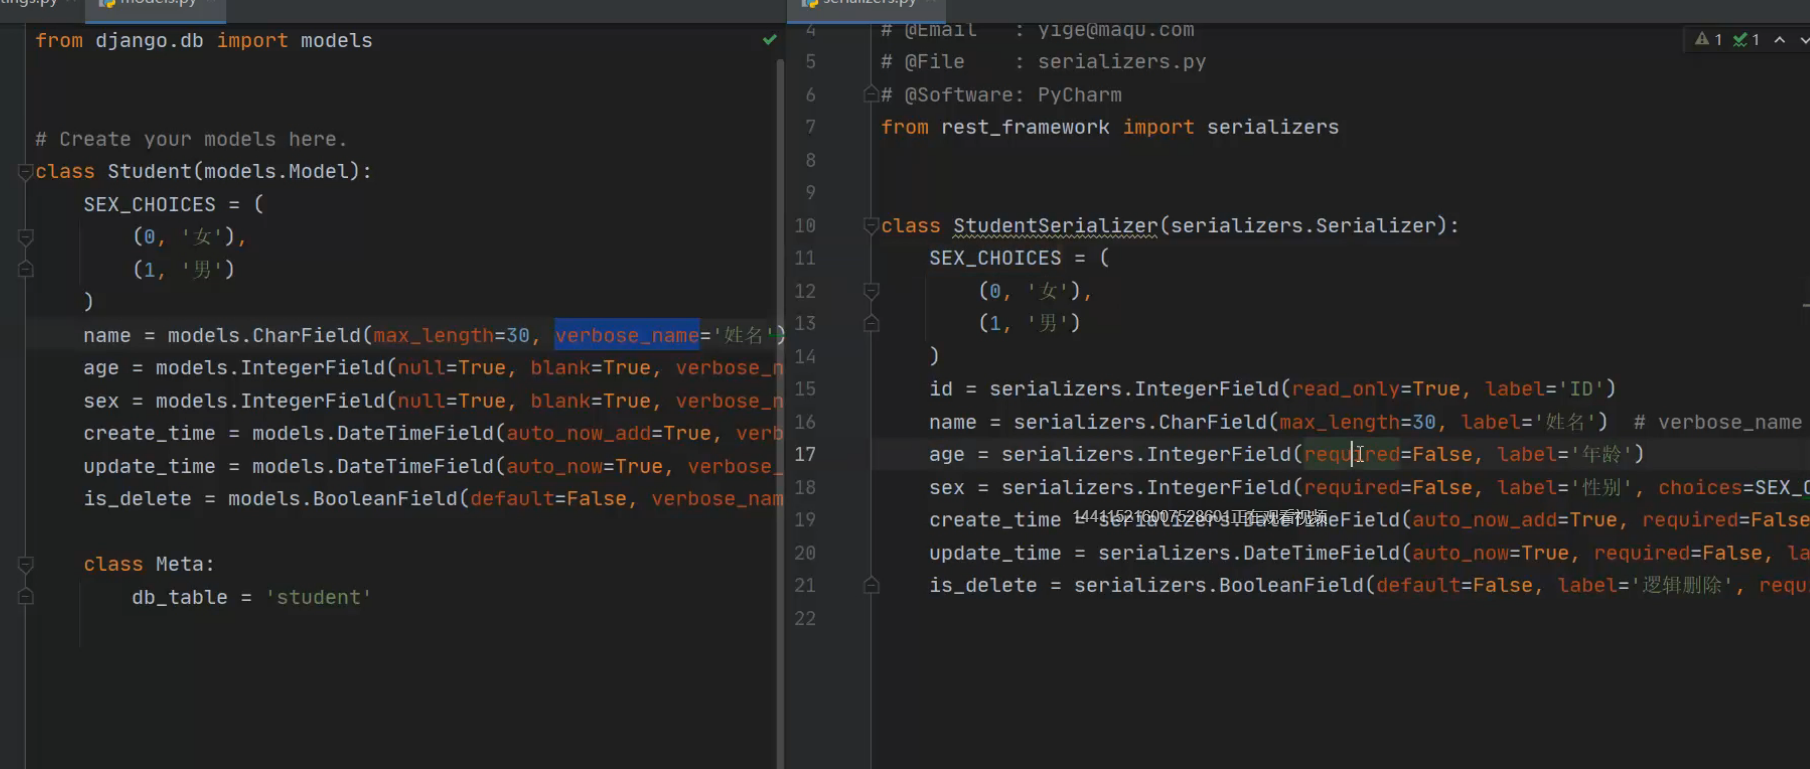 tings.py
models.py
from django.db import models
# Create your models here.
class Student(models.Model):
SEX_CHOICES = (
(0, '女'),
(1, '男')
)
name = models.CharField(max_length=30, verbose_name='姓名')
age = models.IntegerField(null=True, blank=True, verbose_n
sex = models.IntegerField(null=True, blank=True, verbose_n
create_time = models.DateTimeField(auto_now_add=True, verb
update_time = models.DateTimeField(auto_now=True, verbose_
is_delete = models.BooleanField(default=False, verbose_nam
class Meta:
db_table = 'student'
serializers.py
1 1
4 # @Email : yige@maqu.com
5 # @File : serializers.py
6 # @Software: PyCharm
7 from rest_framework import serializers
8
9
10 class StudentSerializer(serializers.Serializer):
11 SEX_CHOICES = (
12 (0, '女'),
13 (1, '男')
14 )
15 id = serializers.IntegerField(read_only=True, label='ID')
16 name = serializers.CharField(max_length=30, label='姓名') # verbose_name
17 age = serializers.IntegerField(required=False, label='年龄')
18 sex = serializers.IntegerField(required=False, label='性别', choices=SEX_C
144115216007528601正在观看视频
19 create_time = serializers.DateTimeField(auto_now_add=True, required=False
20 update_time = serializers.DateTimeField(auto_now=True, required=False, la
21 is_delete = serializers.BooleanField(default=False, label='逻辑删除', requ
22